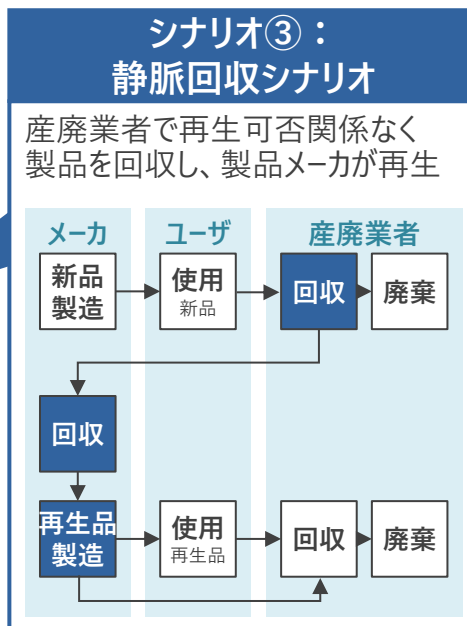 シナリオ③：
静脈回収シナリオ
産廃業者で再生可否関係なく
製品を回収し、製品メーカが再生
メーカ
ユーザ
産廃業者
新品
製造
使用
新品
回収
廃棄
回収
再生品
製造
使用
再生品
回収
廃棄